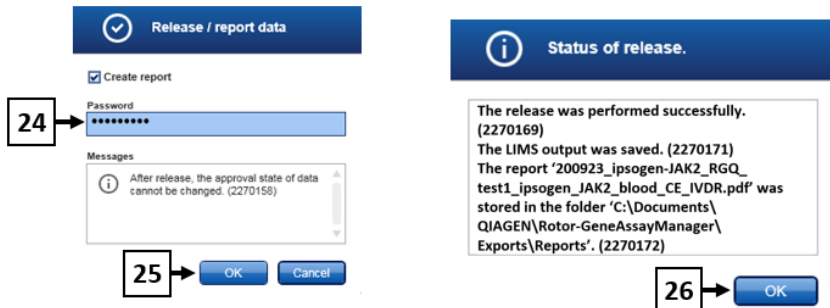 Release / report data
Create report
Password
24
•••••••••
Messages
After release, the approval state of data
cannot be changed. (2270158)
25
OK
Cancel
Status of release.
The release was performed successfully.
(2270169)
The LIMS output was saved. (2270171)
The report ‘200923_ipsogen-JAK2_RGQ_
test1_ipsogen_JAK2_blood_CE_IVDR.pdf’ was
stored in the folder ‘C:\Documents\
QIAGEN\Rotor-GeneAssayManager\
Exports\Reports’. (2270172)
26
OK